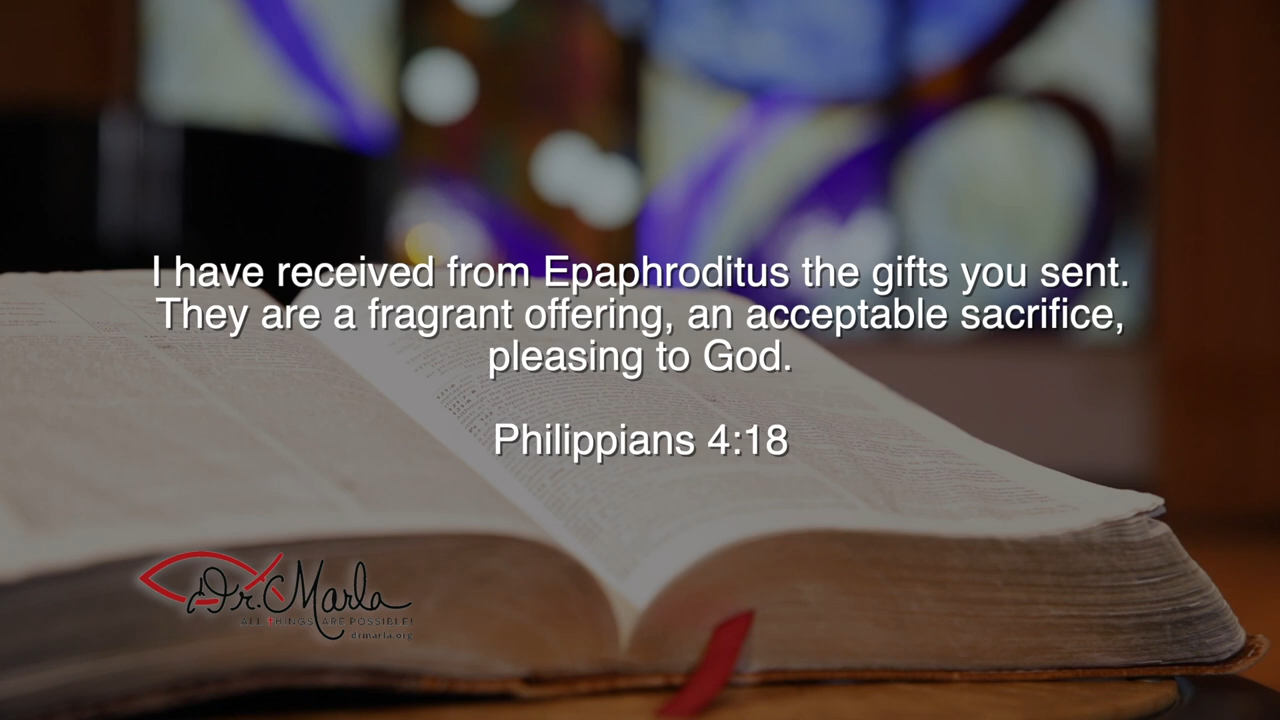 I have received from Epaphroditus the gifts you sent.
They are a fragrant offering, an acceptable sacrifice,
pleasing to God.
Philippians 4:18
Dr. Marla
ALL THINGS ARE POSSIBLE!
drmarla.org